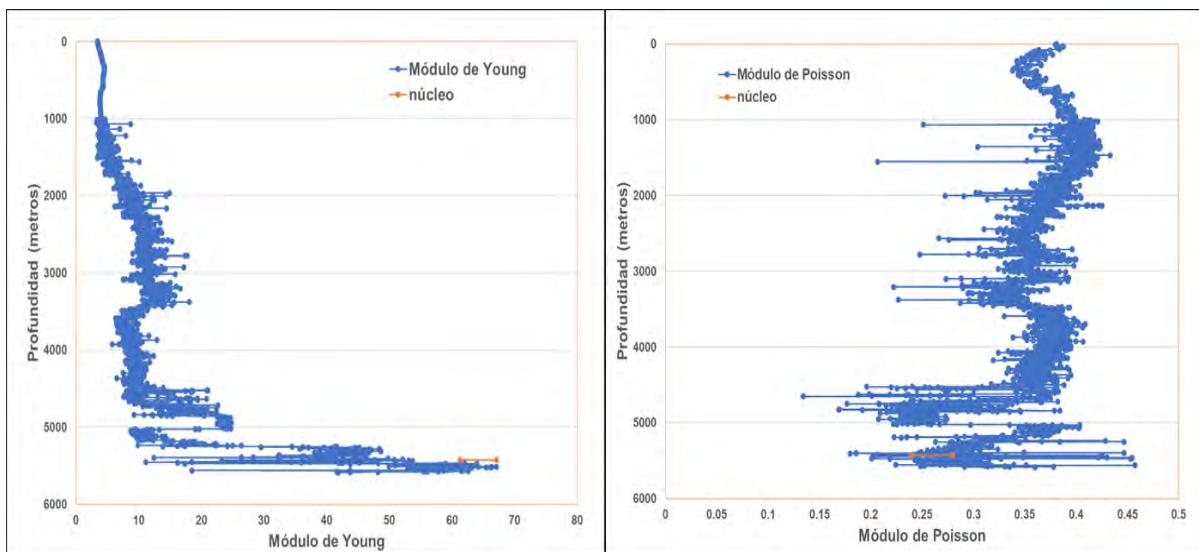 0
1000
2000
3000
4000
5000
6000
Profundidad (metros)
Módulo de Young
núcleo
0 10 20 30 40 50 60 70 80
Módulo de Young
0
1000
2000
3000
4000
5000
6000
Profundidad (metros)
Módulo de Poisson
núcleo
0 0.05 0.1 0.15 0.2 0.25 0.3 0.35 0.4 0.45 0.5
Módulo de Poisson